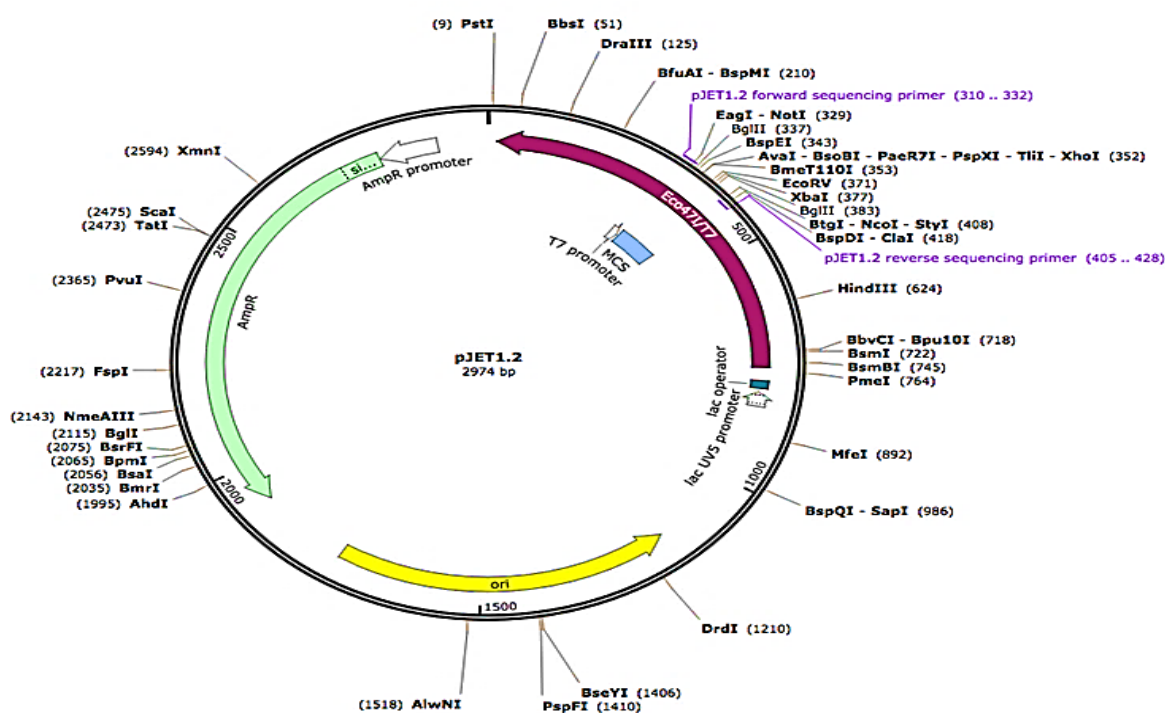 (9) PstI
BbsI (51)
DraIII (125)
BfuAI - BspMI (210)
pJET1.2 forward sequencing primer (310 .. 332)
EagI - NotI (329)
BglII (337)
BspEI (343)
AvaI - BsoBI - PaeR7I - PspXI - TliI - XhoI (352)
BmeT110I (353)
EcoRV (371)
XbaI (377)
BglII (383)
BtgI - NcoI - StyI (408)
BspDI - ClaI (418)
pJET1.2 reverse sequencing primer (405 .. 428)
HindIII (624)
BbvCI - Bpu10I (718)
BsmI (722)
BsmBI (745)
PmeI (764)
MfeI (892)
BspQI - SapI (986)
DrdI (1210)
BseYI (1406)
PspFI (1410)
(1518) AlwNI
(1995) AhdI
(2035) BmrI
(2056) BsaI
(2065) BpmI
(2075) BsrFI
(2115) BglI
(2143) NmeAIII
(2217) FspI
(2365) PvuI
(2473) TatI
(2475) ScaI
(2594) XmnI
500
1000
1500
2000
2500
si...
AmpR promoter
AmpR
Eco47I/T7
T7 promoter
MCS
lac operator
lac UV5 promoter
ori
pJET1.2
2974 bp